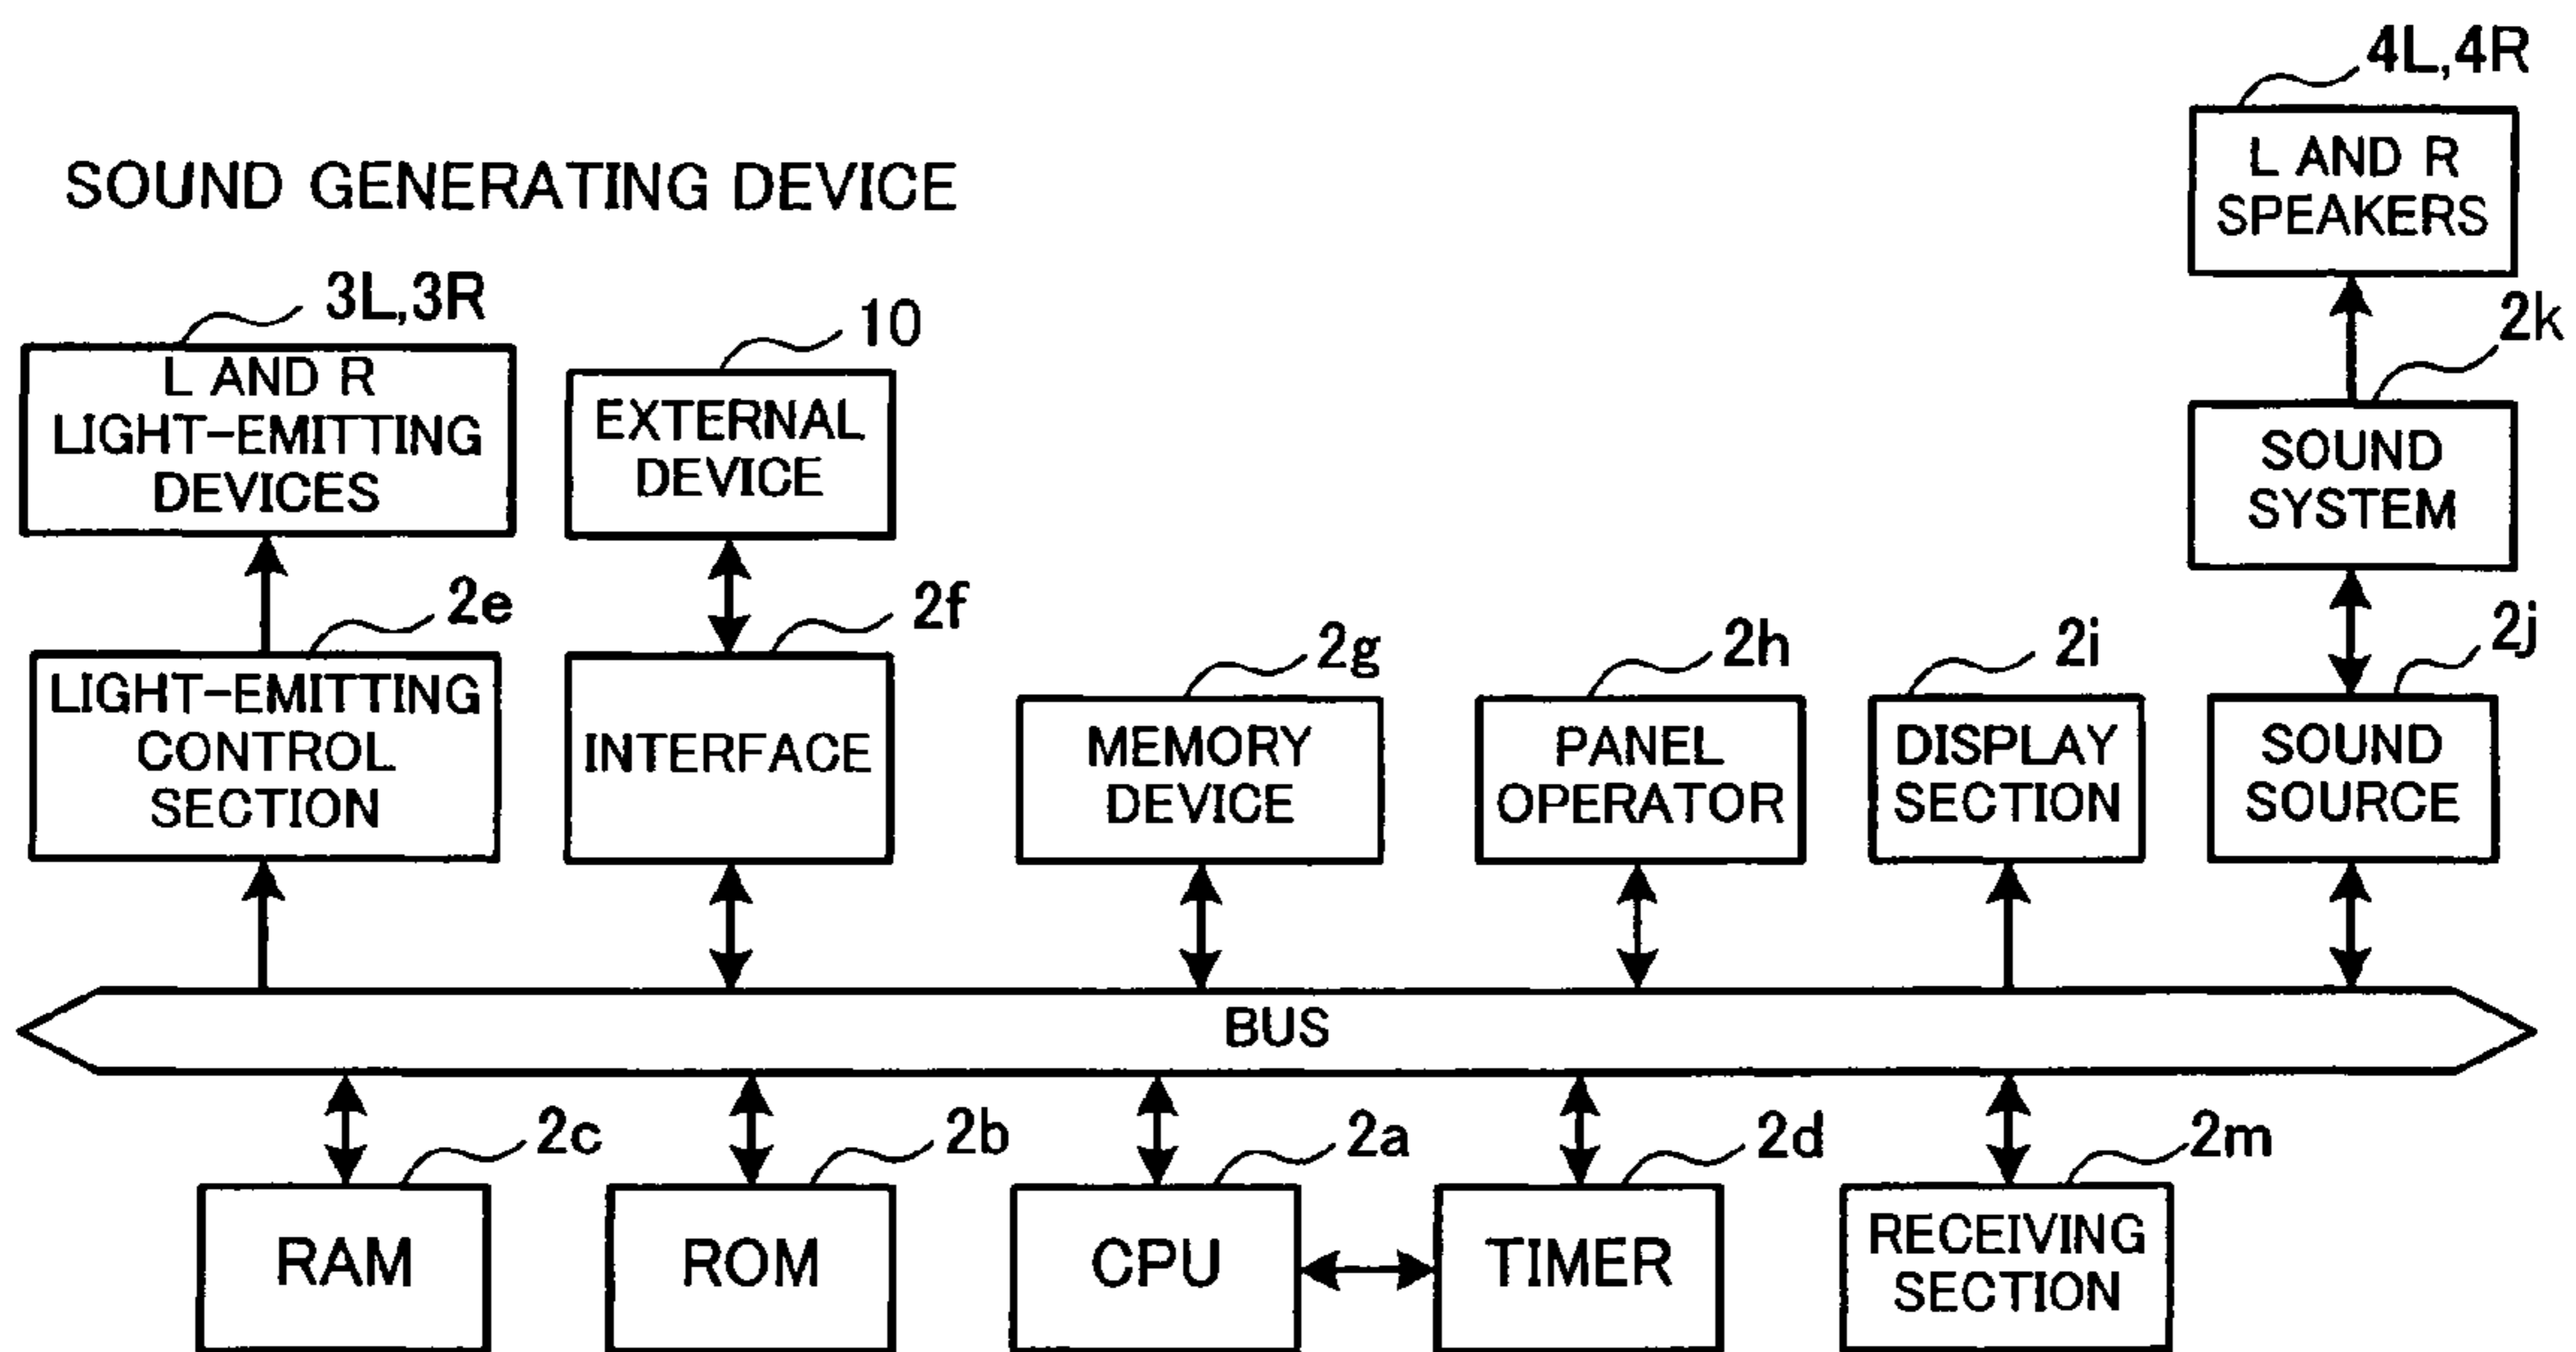 4L,4R
L AND R
SPEAKERS
SOUND GENERATING DEVICE
3L,3R
10
2k
L AND R
LIGHT-EMITTING
DEVICES
EXTERNAL
DEVICE
SOUND
SYSTEM
2e
2f
2g
2h
2i
2j
LIGHT-EMITTING
CONTROL
SECTION
INTERFACE
MEMORY
DEVICE
PANEL
OPERATOR
DISPLAY
SECTION
SOUND
SOURCE
BUS
2c
2b
2a
2d
2m
RAM
ROM
CPU
TIMER
RECEIVING
SECTION